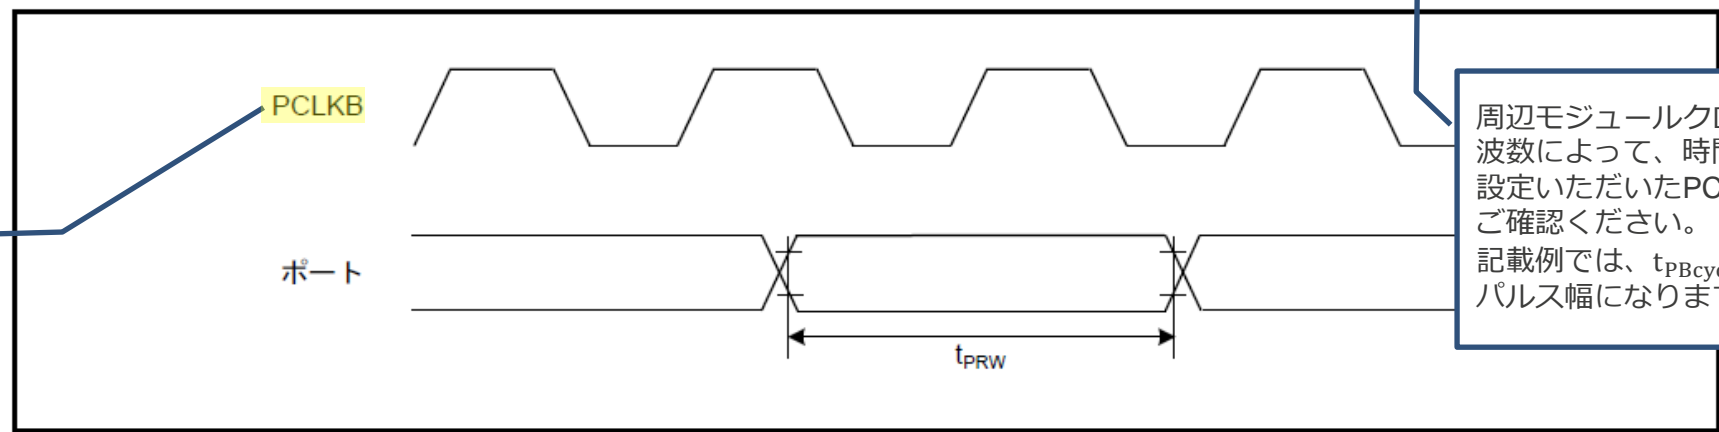 PCLKB
ポート
tPRW
周辺モジュールク
波数によって、時
設定いただいたPC
ご確認ください。
記載例では、tPBcy
パルス幅になりま